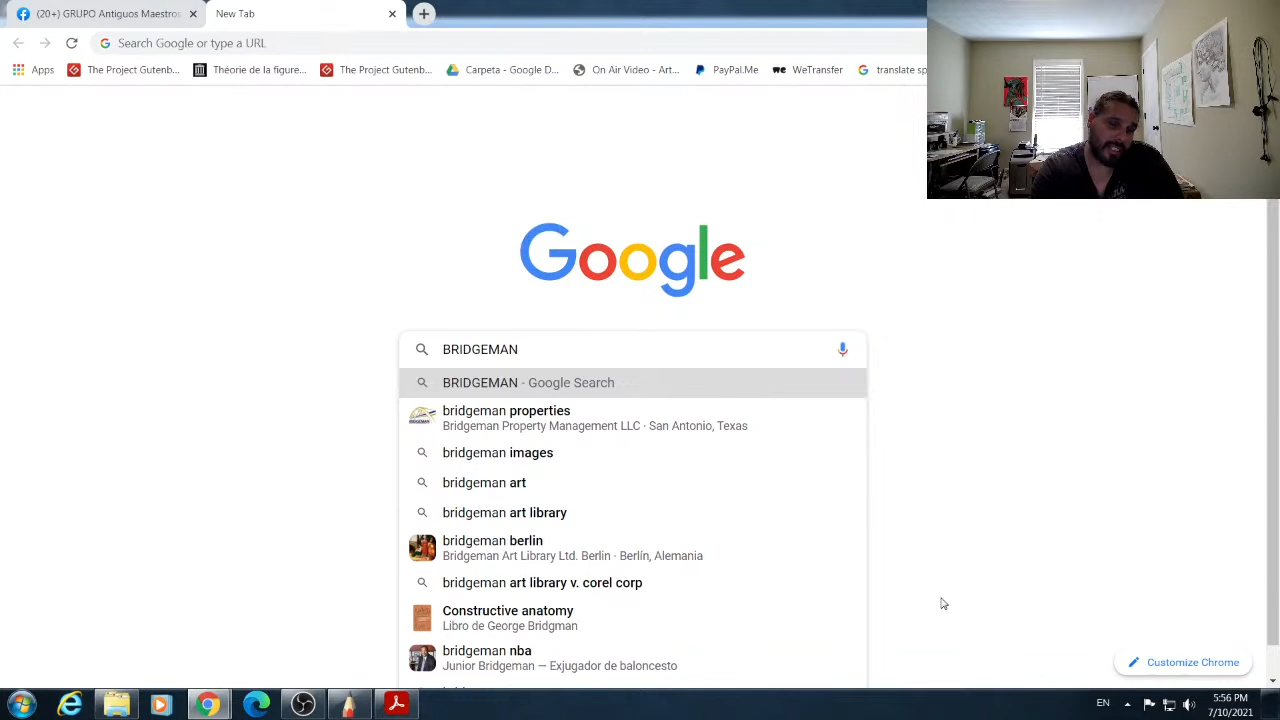 (20+) GRUPO Antiguos Maestros
New Tab
Search Google or type a URL
Apps
The Project Gutenb...
Théorie de la figure...
The Project Gutenb...
Carpeta - Google D...
On Air Video - Art...
PayPal.Me
WeTransfer
translate sp
Google
BRIDGEMAN
BRIDGEMAN - Google Search
bridgeman properties
Bridgeman Property Management LLC · San Antonio, Texas
bridgeman images
bridgeman art
bridgeman art library
bridgeman berlin
Bridgeman Art Library Ltd. Berlin · Berlín, Alemania
bridgeman art library v. corel corp
Constructive anatomy
Libro de George Bridgman
bridgeman nba
Junior Bridgeman — Exjugador de baloncesto
Customize Chrome
EN
5:56 PM
7/10/2021